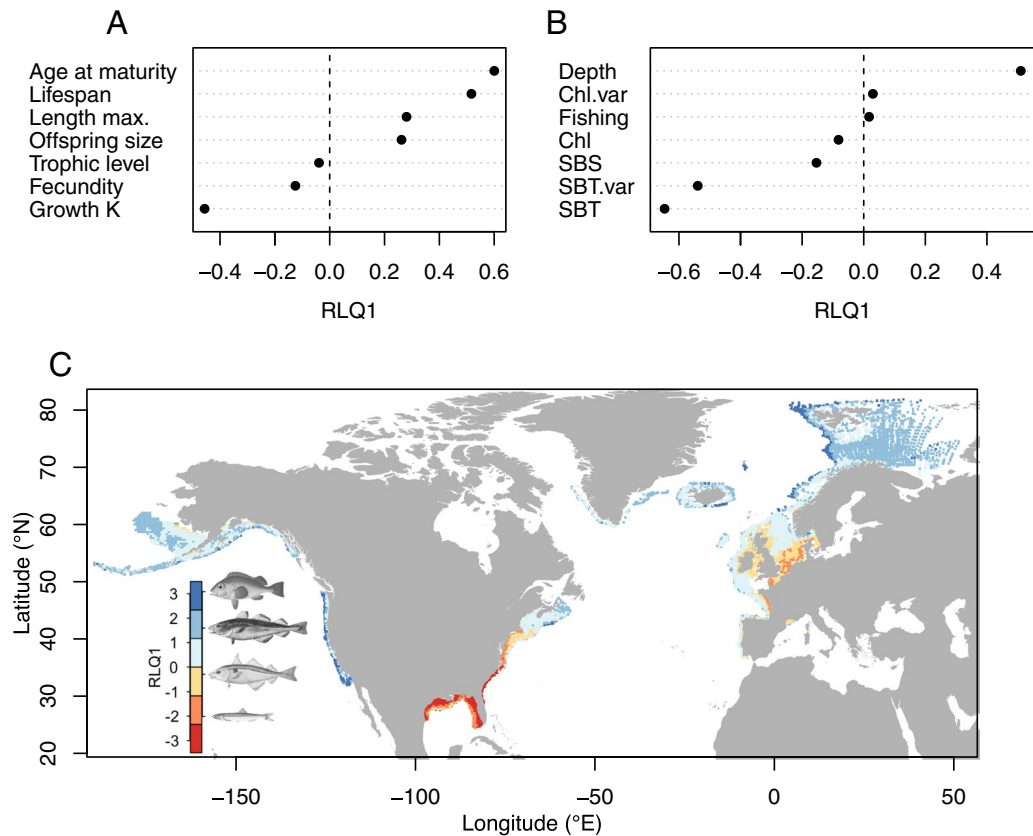 A
Age at maturity
Lifespan
Length max.
Offspring size
Trophic level
Fecundity
Growth K
−0.4 −0.2 0.0 0.2 0.4 0.6
RLQ1
B
Depth
Chl.var
Fishing
Chl
SBS
SBT.var
SBT
−0.6 −0.4 −0.2 0.0 0.2 0.4
RLQ1
C
Latitude (°N)
80
70
60
50
40
30
20
RLQ1
3
2
1
0
-1
-2
-3
−150 −100 −50 0 50
Longitude (°E)